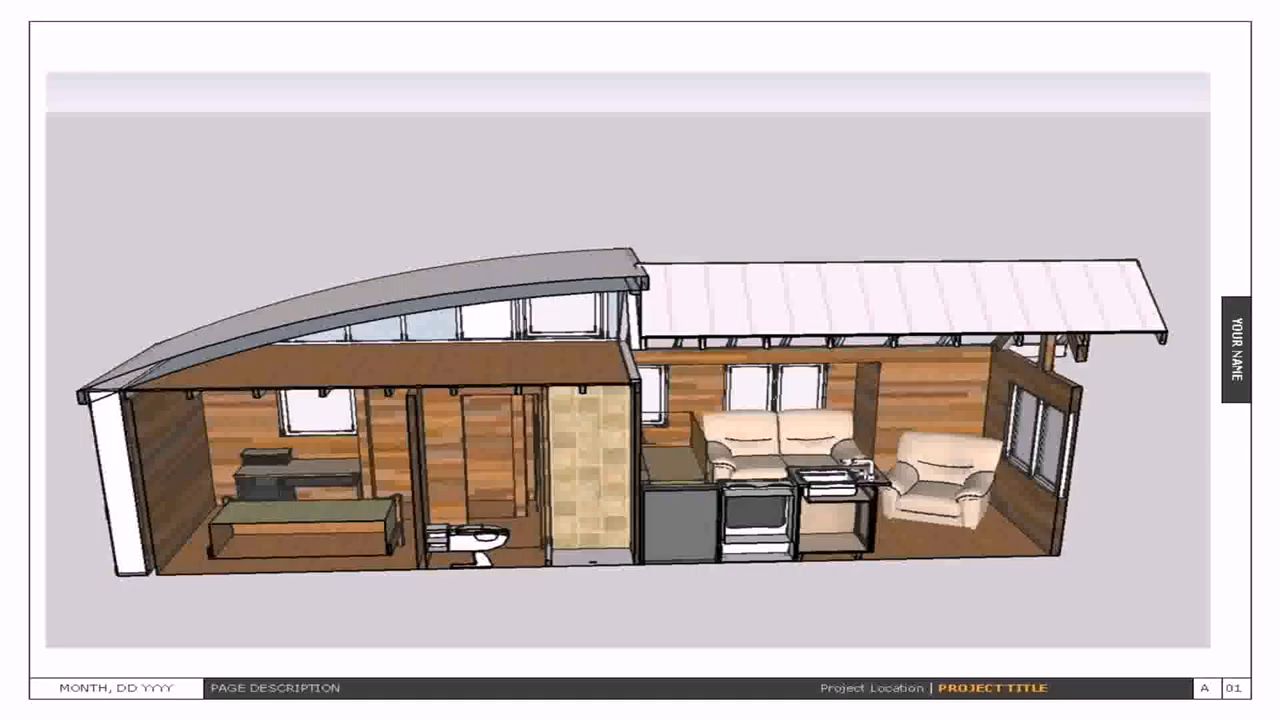 YOUR NAME
MONTH, DD YYYY
PAGE DESCRIPTION
Project Location | PROJECT TITLE
A
01